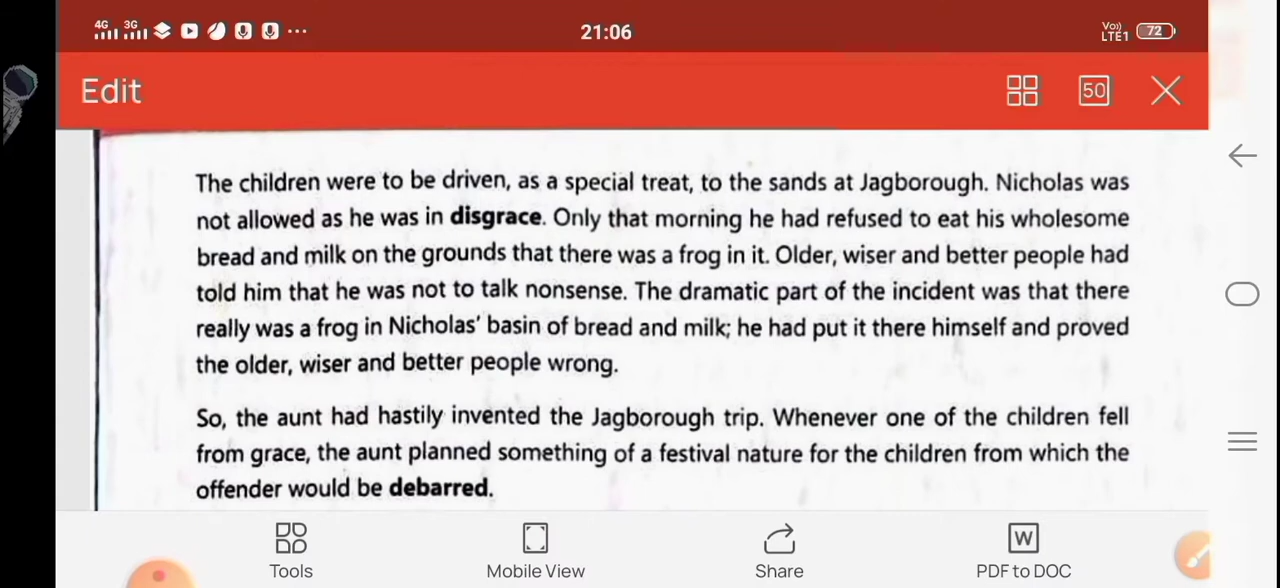 4G 3G ... 21:06 Vo)) LTE1 72
Edit 50
The children were to be driven, as a special treat, to the sands at Jagborough. Nicholas was
not allowed as he was in disgrace. Only that morning he had refused to eat his wholesome
bread and milk on the grounds that there was a frog in it. Older, wiser and better people had
told him that he was not to talk nonsense. The dramatic part of the incident was that there
really was a frog in Nicholas' basin of bread and milk; he had put it there himself and proved
the older, wiser and better people wrong.
So, the aunt had hastily invented the Jagborough trip. Whenever one of the children fell
from grace, the aunt planned something of a festival nature for the children from which the
offender would be debarred.
W
Tools Mobile View Share PDF to DOC